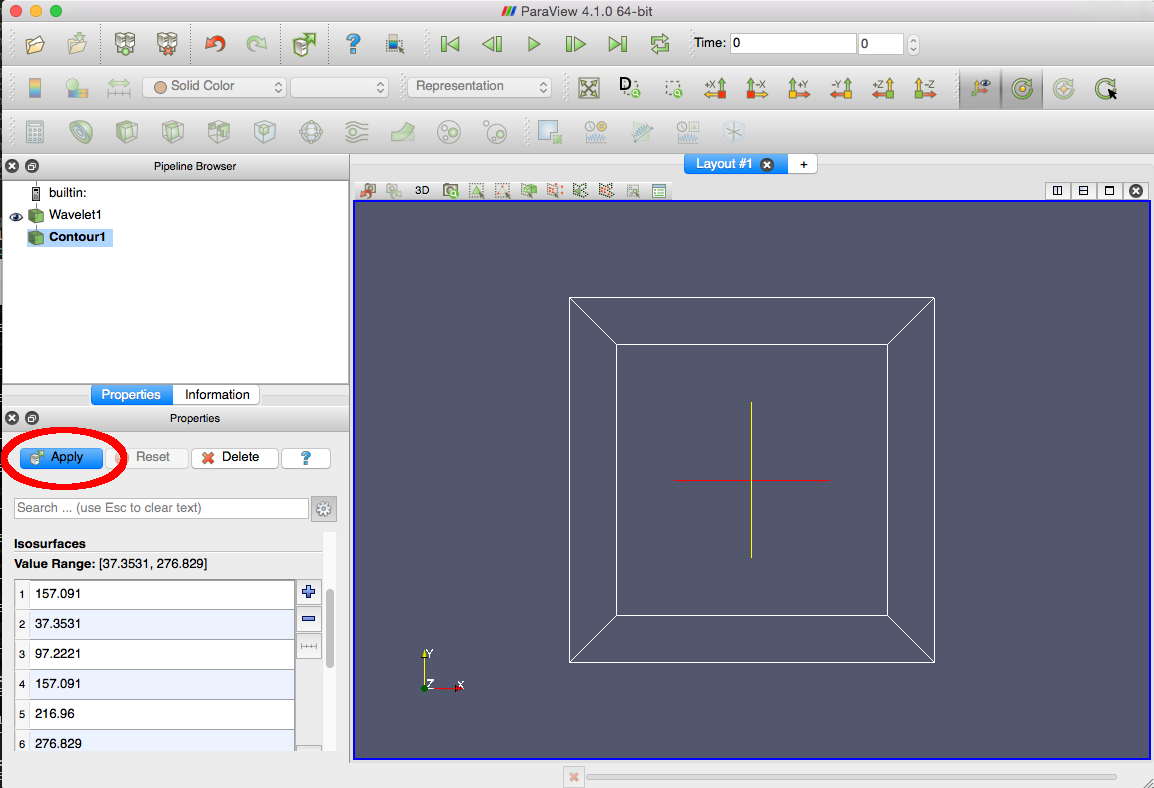 ParaView 4.1.0 64-bit
? Time: 0 0
Solid Color Representation D +X -X +Y -Y +Z -Z
Pipeline Browser Layout #1 +
builtin: 3D
Wavelet1
Contour1
Properties Information
Properties
Apply Reset Delete ?
Search ... (use Esc to clear text)
Isosurfaces
Value Range: [37.3531, 276.829]
1 157.091
2 37.3531
3 97.2221
4 157.091
5 216.96
6 276.829
Y
Z X